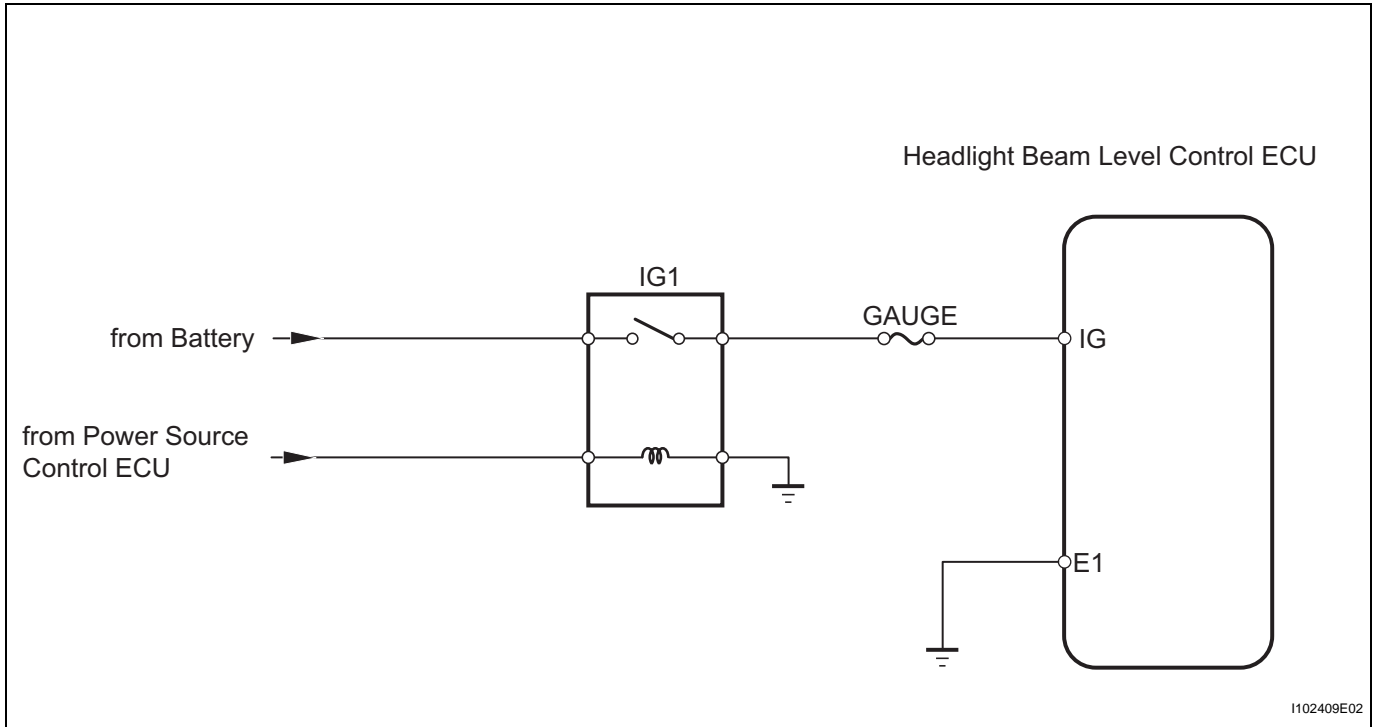 Headlight Beam Level Control ECU
IG1
from Battery
GAUGE
IG
from Power Source
Control ECU
E1
I102409E02